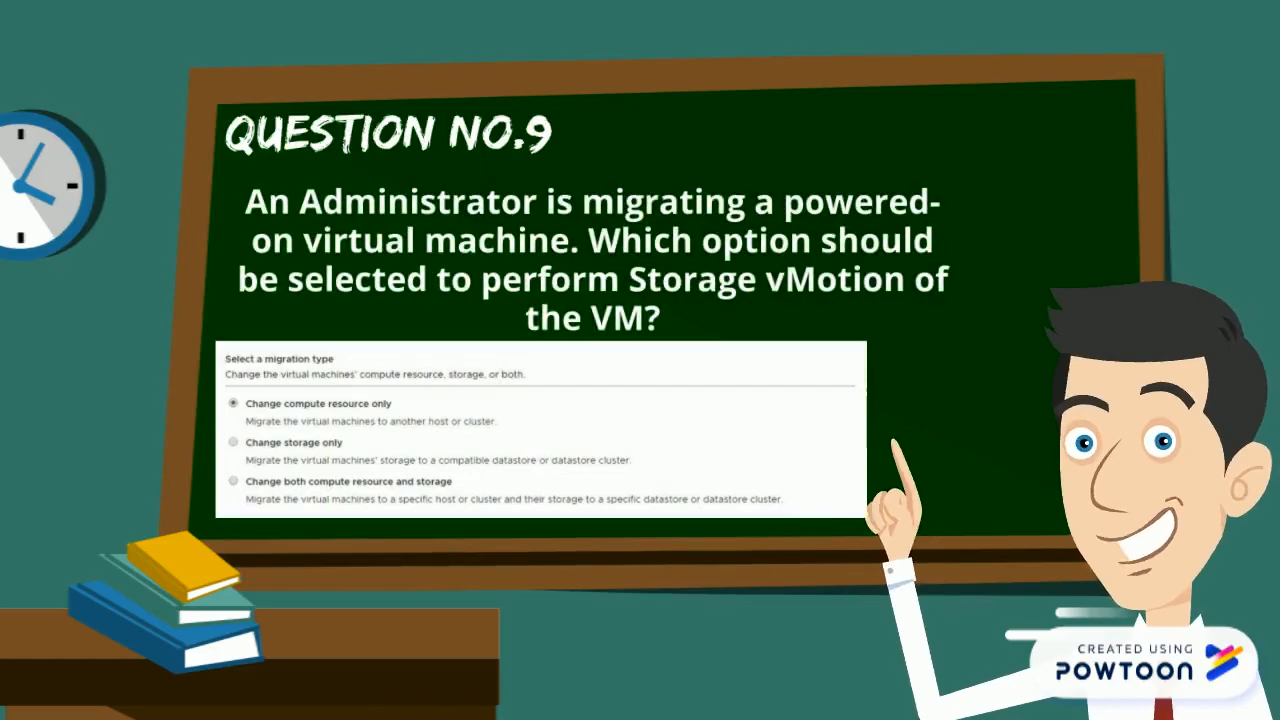 QUESTION NO.9
An Administrator is migrating a powered-
on virtual machine. Which option should
be selected to perform Storage vMotion of
the VM?
Select a migration type
Change the virtual machines' compute resource, storage, or both.
Change compute resource only
Migrate the virtual machines to another host or cluster.
Change storage only
Migrate the virtual machines' storage to a compatible datastore or datastore cluster.
Change both compute resource and storage
Migrate the virtual machines to a specific host or cluster and their storage to a specific datastore or datastore cluster.
CREATED USING
POWTOON